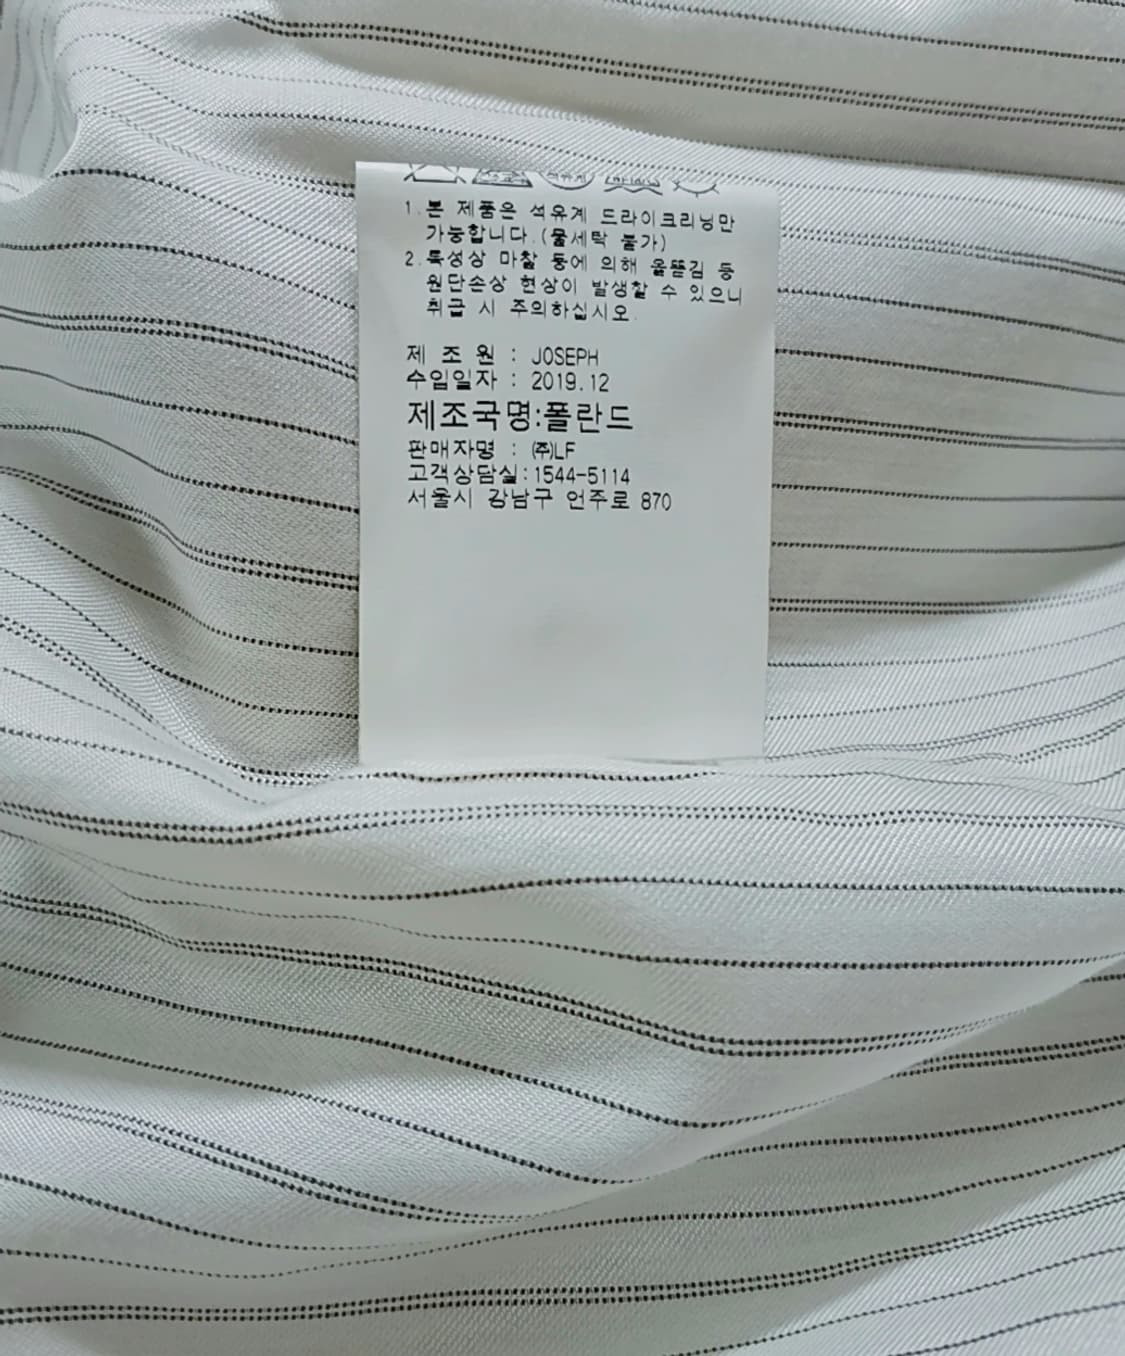 1.본 제품은 석유계 드라이크리닝만
가능합니다.(물세탁 불가)
2.특성상 마찰 등에 의해 올뜯김 등
원단손상 현상이 발생할 수 있으니
취급 시 주의하십시오.
제 조 원 : JOSEPH
수입일자 : 2019.12
제조국명:폴란드
판매자명 : ㈜LF
고객상담실:1544-5114
서울시 강남구 언주로 870